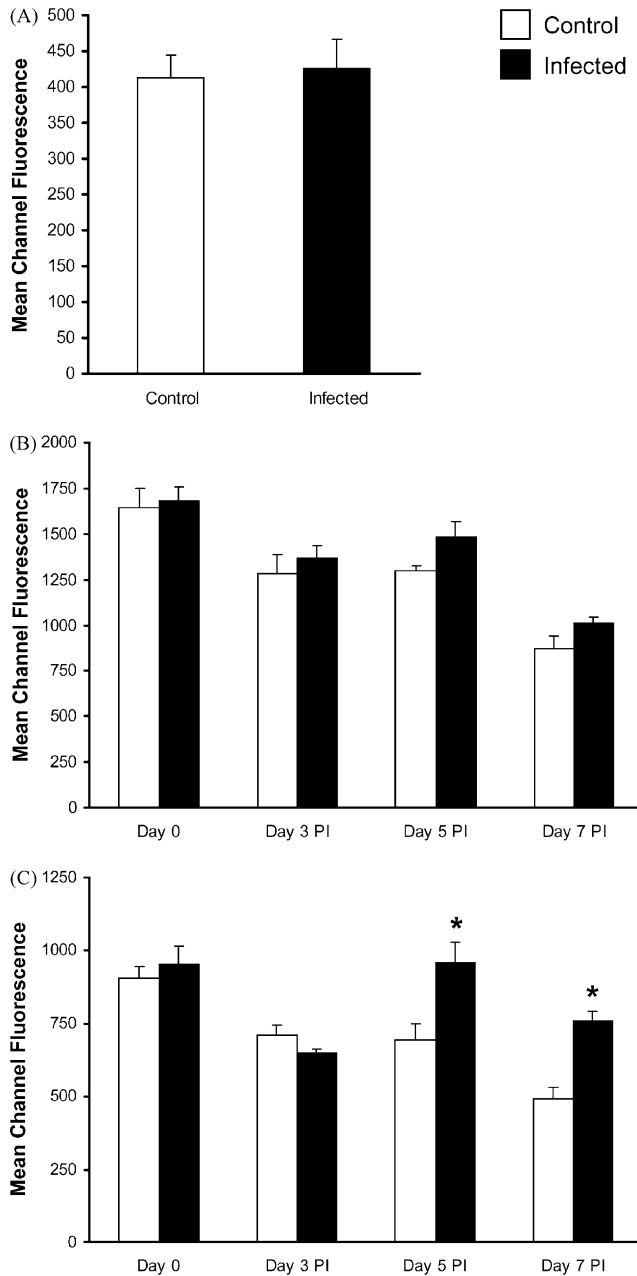 (A)
Control
Infected
Mean Channel Fluorescence
500
450
400
350
300
250
200
150
100
50
0
Control Infected
(B)
Mean Channel Fluorescence
2000
1750
1500
1250
1000
750
500
250
0
Day 0 Day 3 PI Day 5 PI Day 7 PI
(C)
Mean Channel Fluorescence
1250
1000
750
500
250
0
*
*
Day 0 Day 3 PI Day 5 PI Day 7 PI